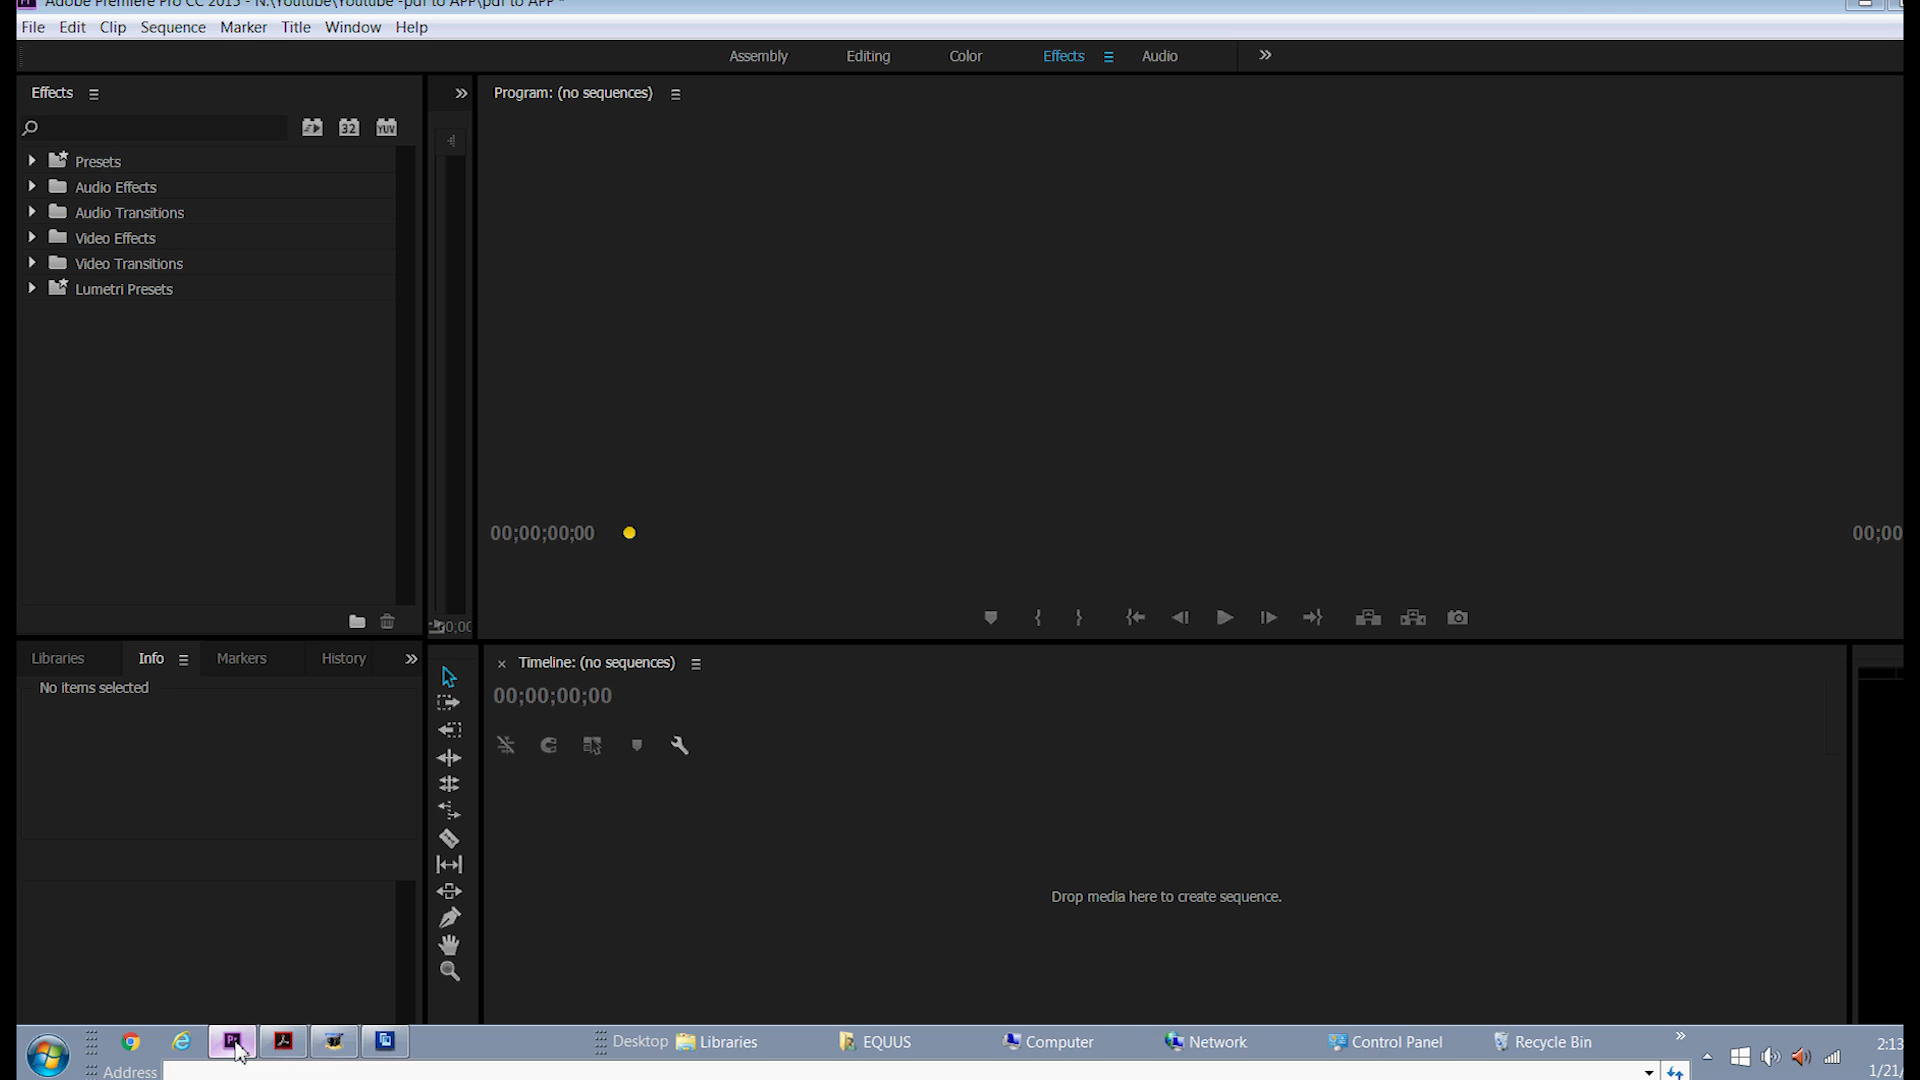 Adobe Premiere Pro CC 2015 - N:\Youtube\Youtube -pdf to APP\pdf to APP *
File Edit Clip Sequence Marker Title Window Help
Assembly Editing Color Effects Audio
Effects
Program: (no sequences)
32 YUV
Presets
Audio Effects
Audio Transitions
Video Effects
Video Transitions
Lumetri Presets
00;00;00;00
00;00
Libraries Info Markers History
No items selected
Timeline: (no sequences)
00;00;00;00
Drop media here to create sequence.
Pr
Desktop Libraries EQUUS Computer Network Control Panel Recycle Bin
2:13
Address
1/21/